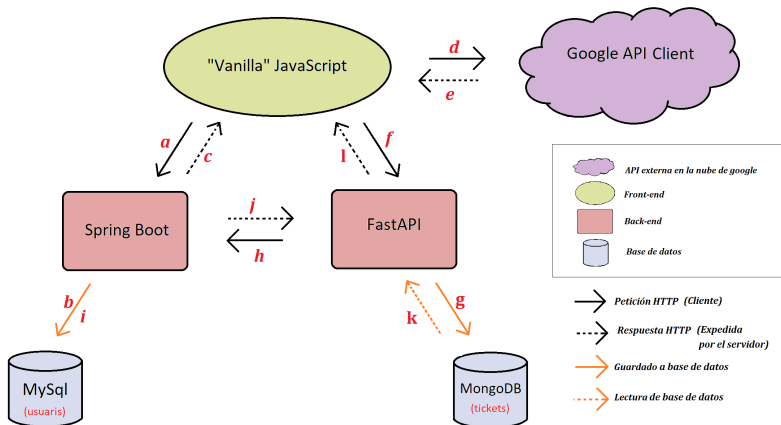 "Vanilla" JavaScript
d
Google API Client
e
a
c
l
f
API externa en la nube de google
Front-end
Back-end
Base de datos
Spring Boot
j
h
FastAPI
b
i
k
g
Petición HTTP (Cliente)
Respuesta HTTP (Expedida
por el servidor)
Guardado a base de datos
Lectura de base de datos
MySql
(usuaris)
MongoDB
(tickets)